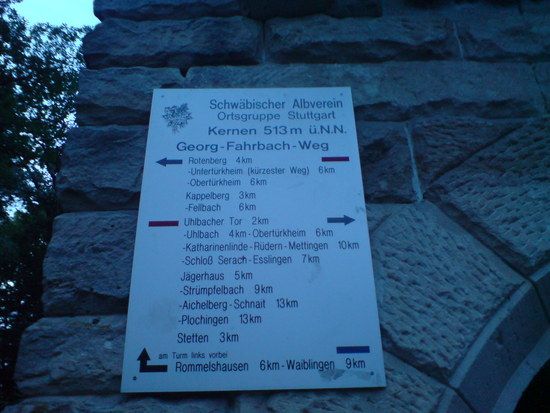 Schwäbischer Albverein
Ortsgruppe Stuttgart
Kernen 513m ü.N.N.
Georg-Fahrbach-Weg
Rotenberg 4km
-Untertürkheim (kürzester Weg) 6km
-Obertürkheim 6km
Kappelberg 3km
-Fellbach 6km
Uhlbacher Tor 2km
-Uhlbach 4km-Obertürkheim 6km
-Katharinenlinde-Rüdern-Mettingen 10km
-Schloß Serach-Esslingen 7km
Jägerhaus 5km
-Strümpfelbach 9km
-Aichelberg-Schnait 13km
-Plochingen 13km
Stetten 3km
am Turm links vorbei
Rommelshausen 6km-Waiblingen 9km